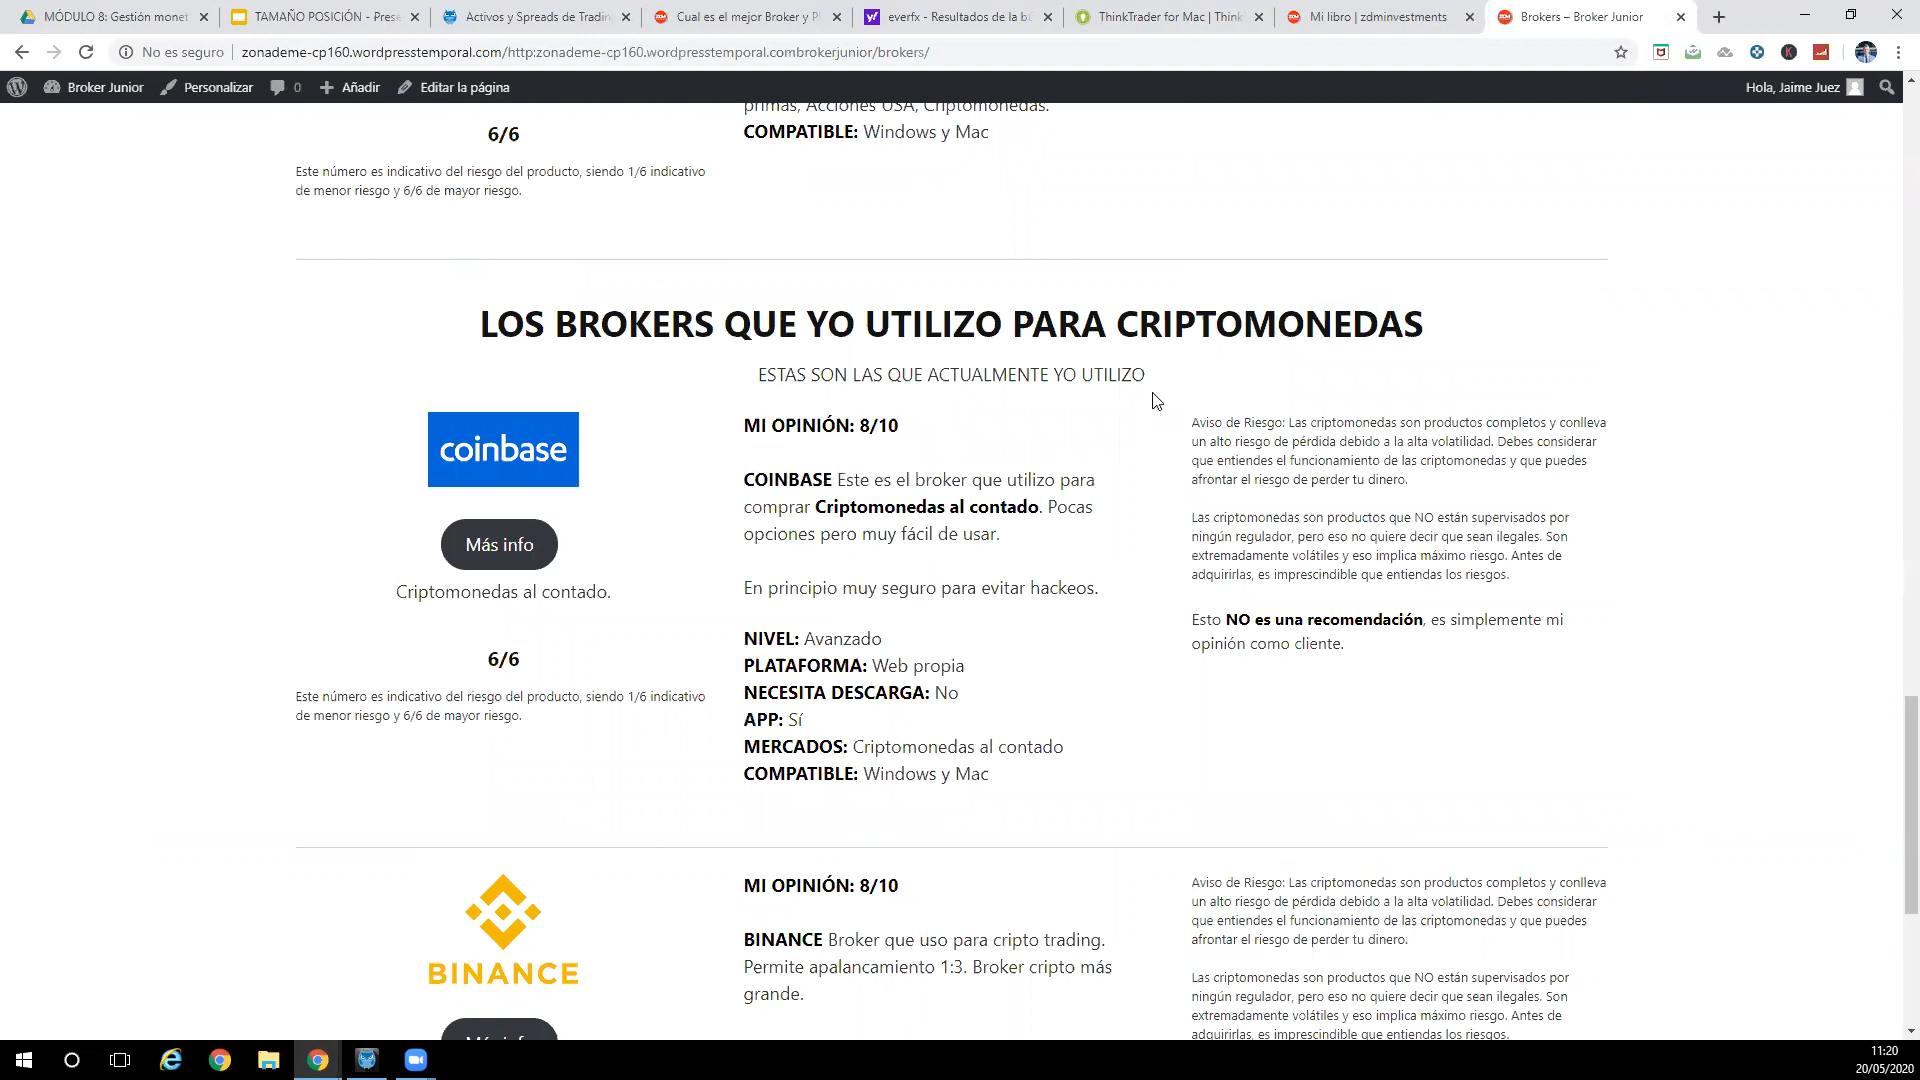 MÓDULO 8: Gestión monet
TAMAÑO POSICIÓN - Prese
Activos y Spreads de Tradin
Cual es el mejor Broker y P
everfx - Resultados de la bú
ThinkTrader for Mac | Think
Mi libro | zdminvestments
Brokers – Broker Junior
No es seguro
zonademe-cp160.wordpresstemporal.com/http:zonademe-cp160.wordpresstemporal.combrokerjunior/brokers/
Broker Junior
Personalizar
0
Añadir
Editar la página
Hola, Jaime Juez
primas, Acciones USA, Criptomonedas.
COMPATIBLE: Windows y Mac
6/6
Este número es indicativo del riesgo del producto, siendo 1/6 indicativo
de menor riesgo y 6/6 de mayor riesgo.
LOS BROKERS QUE YO UTILIZO PARA CRIPTOMONEDAS
ESTAS SON LAS QUE ACTUALMENTE YO UTILIZO
coinbase
Más info
Criptomonedas al contado.
6/6
Este número es indicativo del riesgo del producto, siendo 1/6 indicativo
de menor riesgo y 6/6 de mayor riesgo.
MI OPINIÓN: 8/10
COINBASE Este es el broker que utilizo para
comprar Criptomonedas al contado. Pocas
opciones pero muy fácil de usar.
En principio muy seguro para evitar hackeos.
NIVEL: Avanzado
PLATAFORMA: Web propia
NECESITA DESCARGA: No
APP: Sí
MERCADOS: Criptomonedas al contado
COMPATIBLE: Windows y Mac
Aviso de Riesgo: Las criptomonedas son productos completos y conlleva
un alto riesgo de pérdida debido a la alta volatilidad. Debes considerar
que entiendes el funcionamiento de las criptomonedas y que puedes
afrontar el riesgo de perder tu dinero.
Las criptomonedas son productos que NO están supervisados por
ningún regulador, pero eso no quiere decir que sean ilegales. Son
extremadamente volátiles y eso implica máximo riesgo. Antes de
adquirirlas, es imprescindible que entiendas los riesgos.
Esto NO es una recomendación, es simplemente mi
opinión como cliente.
BINANCE
Más info
MI OPINIÓN: 8/10
BINANCE Broker que uso para cripto trading.
Permite apalancamiento 1:3. Broker cripto más
grande.
Aviso de Riesgo: Las criptomonedas son productos completos y conlleva
un alto riesgo de pérdida debido a la alta volatilidad. Debes considerar
que entiendes el funcionamiento de las criptomonedas y que puedes
afrontar el riesgo de perder tu dinero.
Las criptomonedas son productos que NO están supervisados por
ningún regulador, pero eso no quiere decir que sean ilegales. Son
extremadamente volátiles y eso implica máximo riesgo. Antes de
adquirirlas, es imprescindible que entiendas los riesgos.
11:20
20/05/2020